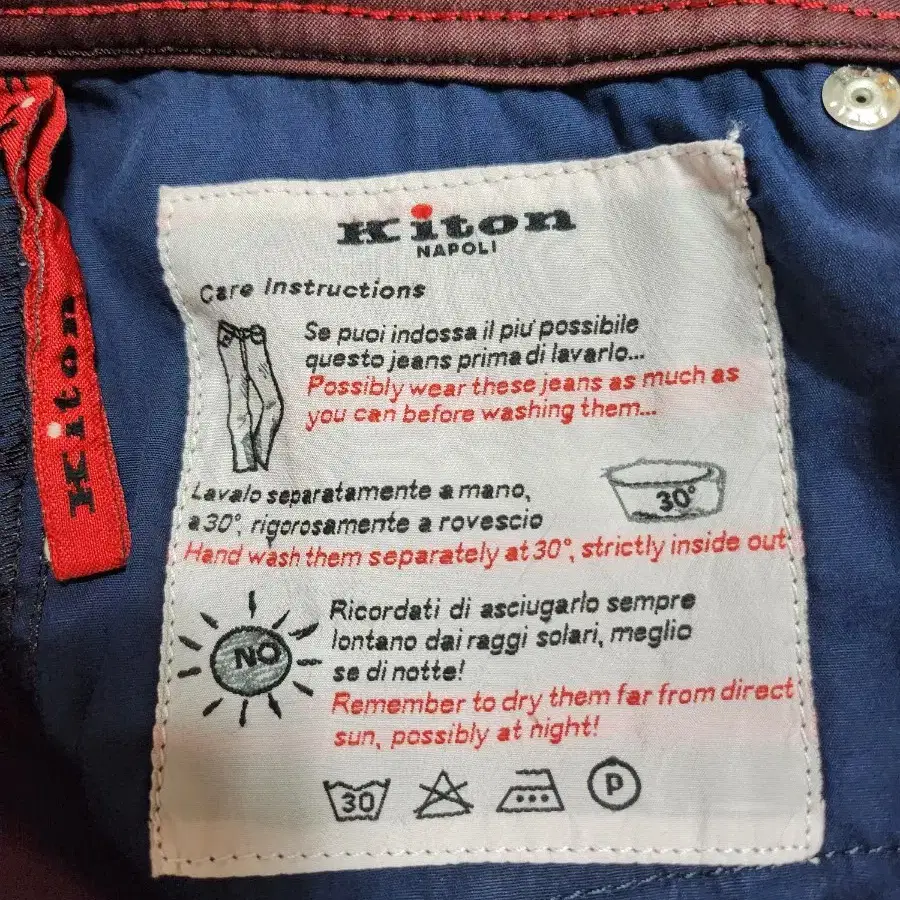 Kiton
NAPOLI
Care Instructions
Se puoi indossa il piu' possibile
questo jeans prima di lavarlo...
Possibly wear these jeans as much as
you can before washing them...
Lavalo separatamente a mano,
a 30°, rigorosamente a rovescio
30°
Hand wash them separately at 30°, strictly inside out
NO
Ricordati di asciugarlo sempre
lontano dai raggi solari, meglio
se di notte!
Remember to dry them far from direct
sun, possibly at night!
30
P
Kiton